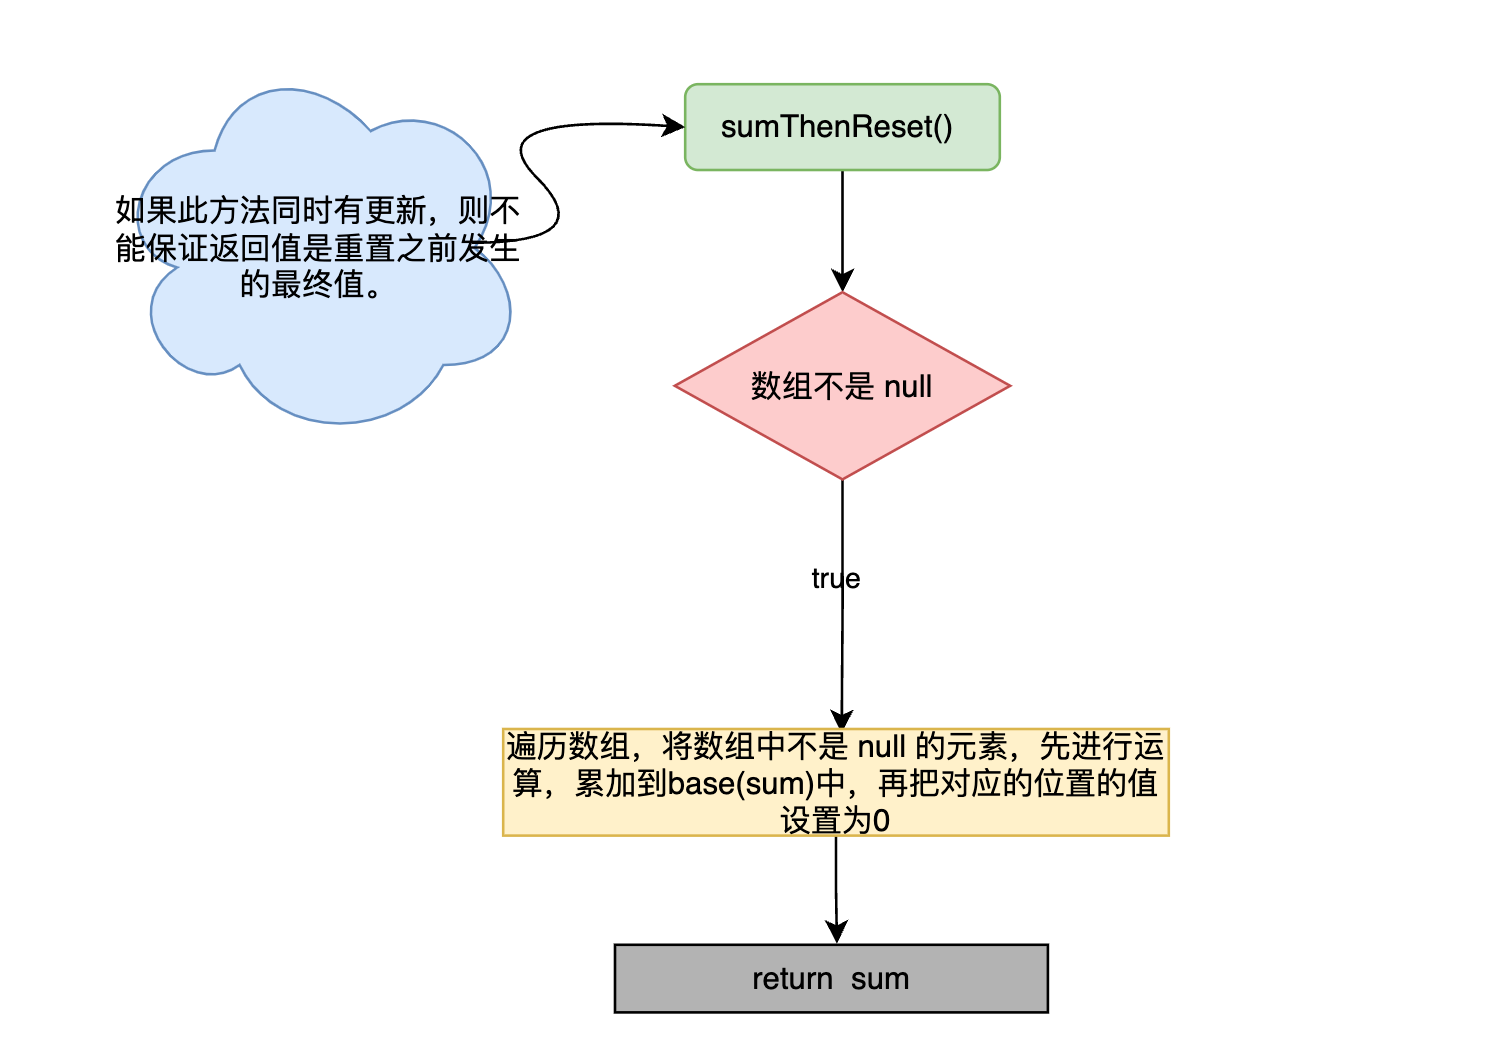 sumThenReset()
如果此方法同时有更新，则不
能保证返回值是重置之前发生
的最终值。
数组不是 null
true
遍历数组，将数组中不是 null 的元素，先进行运
算，累加到base(sum)中，再把对应的位置的值
设置为0
return  sum